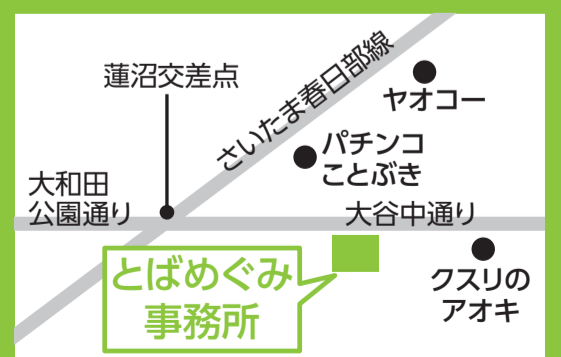 蓮沼交差点
さいたま春日部線
ヤオコー
パチンコ
ことぶき
大和田
公園通り
大谷中通り
とばめぐみ
事務所
クスリの
アオキ